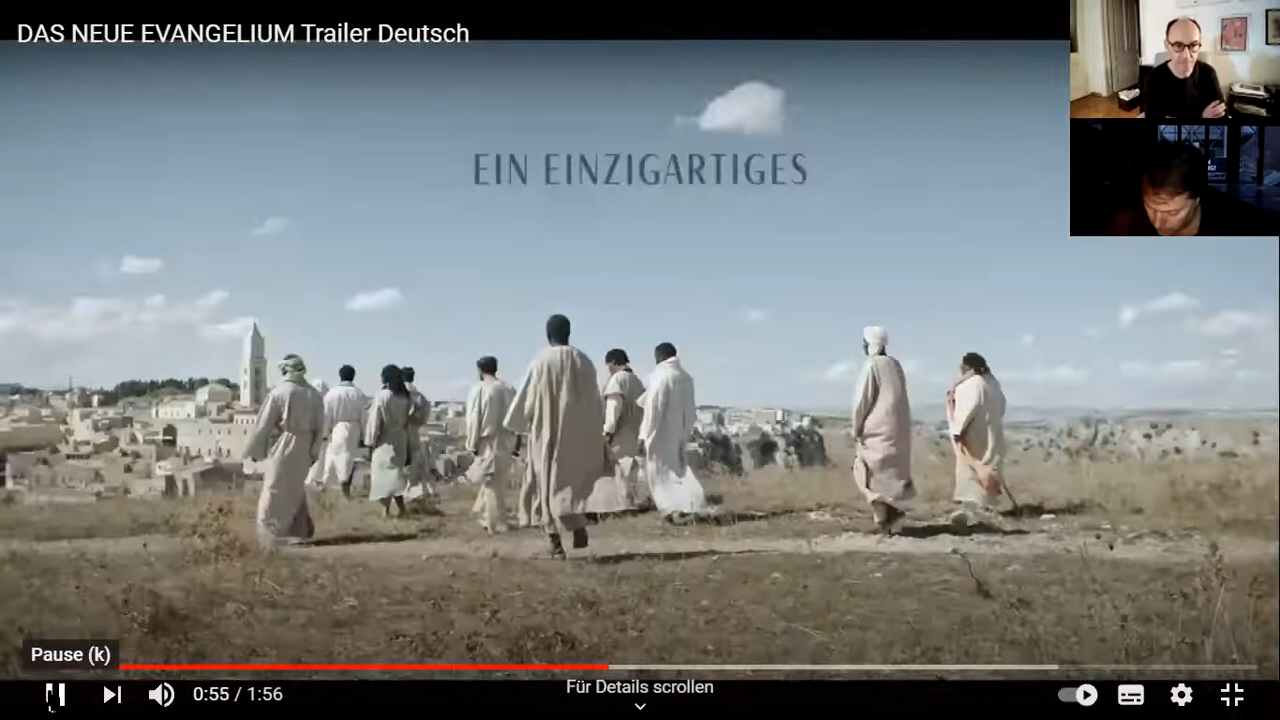 DAS NEUE EVANGELIUM Trailer Deutsch
EIN EINZIGARTIGES
Pause (k)
0:55 / 1:56
Für Details scrollen